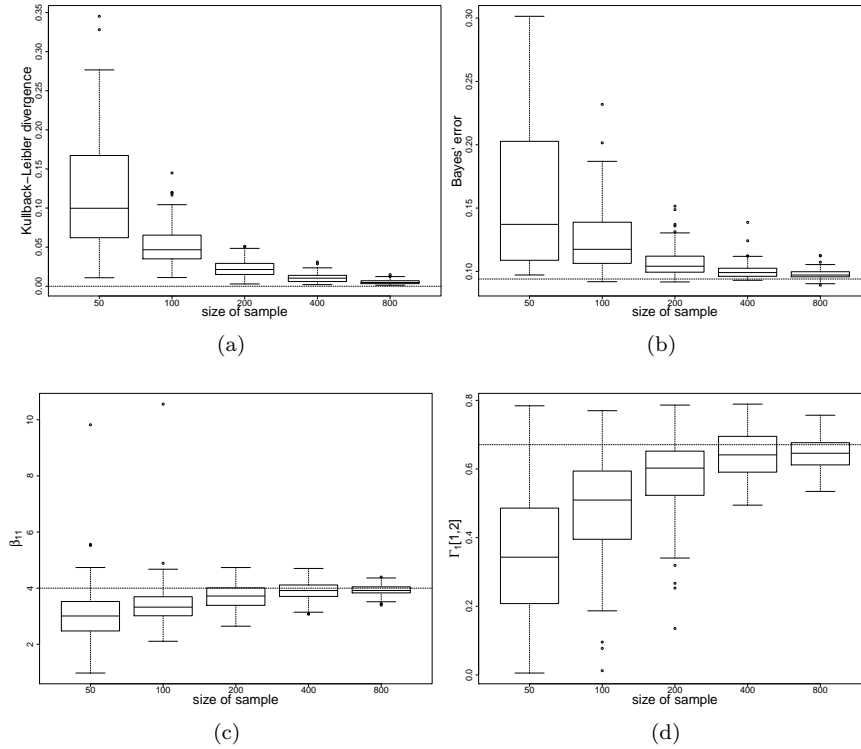 Kullback−Leibler divergence
0.00 0.05 0.10 0.15 0.20 0.25 0.30 0.35
50 100 200 400 800
size of sample
(a)
Bayes' error
0.10 0.15 0.20 0.25 0.30
50 100 200 400 800
size of sample
(b)
β11
2 4 6 8 10
50 100 200 400 800
size of sample
(c)
Γ1[1,2]
0.0 0.2 0.4 0.6 0.8
50 100 200 400 800
size of sample
(d)